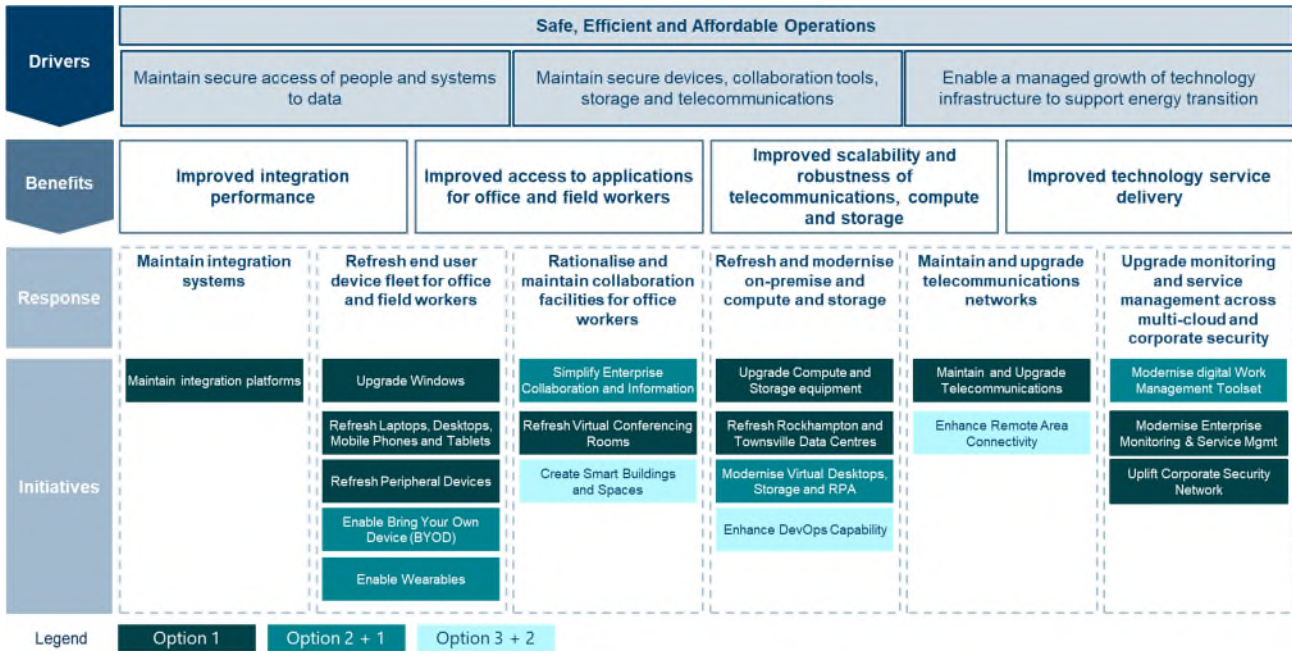 Drivers
Safe, Efficient and Affordable Operations
Maintain secure access of people and systems
to data
Maintain secure devices, collaboration tools,
storage and telecommunications
Enable a managed growth of technology
infrastructure to support energy transition
Benefits
Improved integration
performance
Improved access to applications
for office and field workers
Improved scalability and
robustness of
telecommunications, compute
and storage
Improved technology service
delivery
Response
Maintain integration
systems
Refresh end user
device fleet for office
and field workers
Rationalise and
maintain collaboration
facilities for office
workers
Refresh and modernise
on-premise and
compute and storage
Maintain and upgrade
telecommunications
networks
Upgrade monitoring
and service
management across
multi-cloud and
corporate security
Initiatives
Maintain integration platforms
Upgrade Windows
Refresh Laptops, Desktops,
Mobile Phones and Tablets
Refresh Peripheral Devices
Enable Bring Your Own
Device (BYOD)
Enable Wearables
Simplify Enterprise
Collaboration and Information
Refresh Virtual Conferencing
Rooms
Create Smart Buildings
and Spaces
Upgrade Compute and
Storage equipment
Refresh Rockhampton and
Townsville Data Centres
Modernise Virtual Desktops,
Storage and RPA
Enhance DevOps Capability
Maintain and Upgrade
Telecommunications
Enhance Remote Area
Connectivity
Modernise digital Work
Management Toolset
Modernise Enterprise
Monitoring & Service Mgmt
Uplift Corporate Security
Network
Legend
Option 1
Option 2 + 1
Option 3 + 2